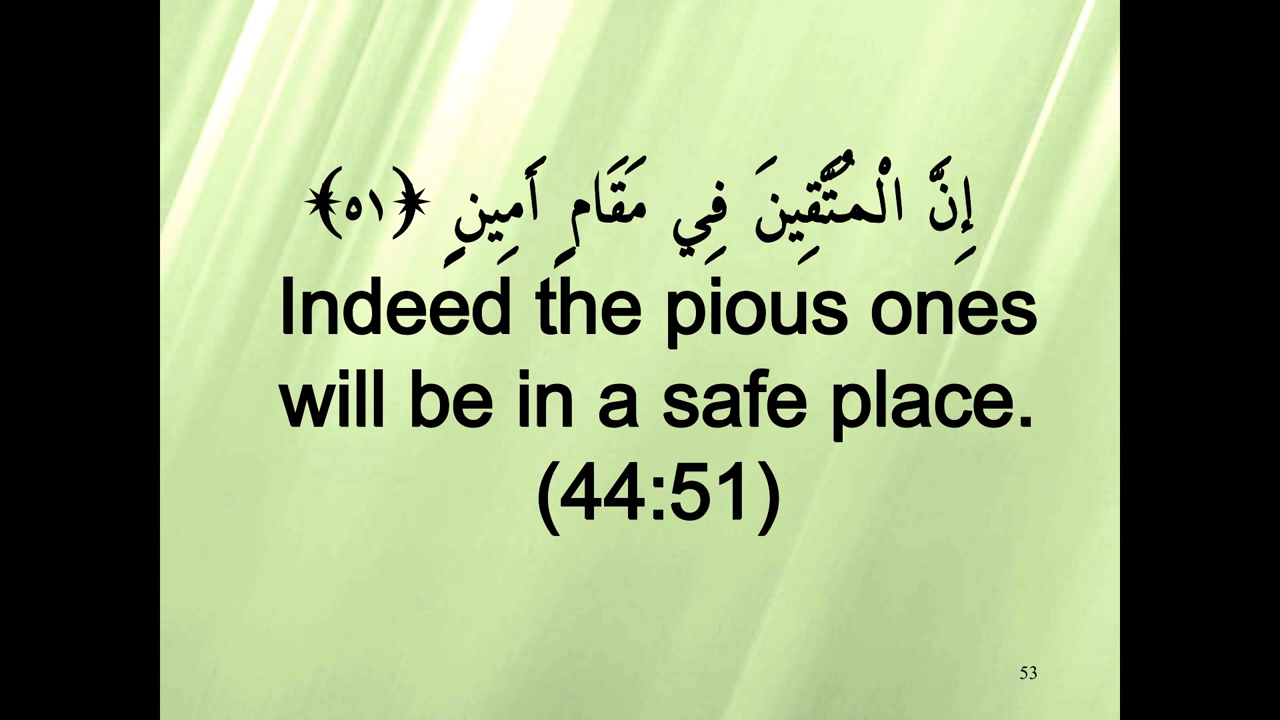 إِنَّ الْمُتَّقِينَ فِي مَقَامٍ أَمِينٍ ﴿٥١﴾
Indeed the pious ones
will be in a safe place.
(44:51)
53